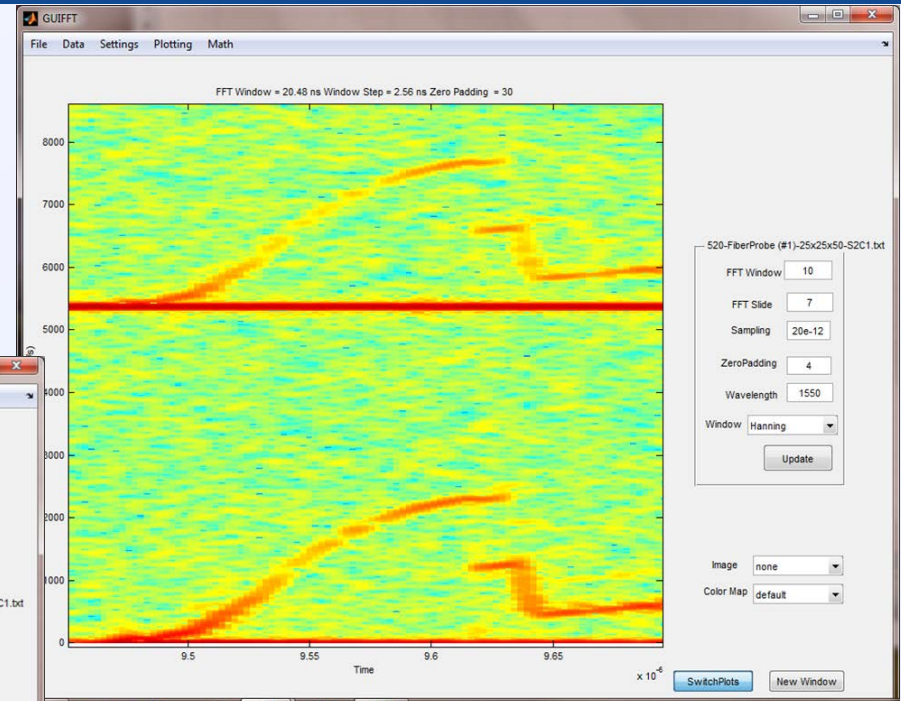 GUIFFT
File Data Settings Plotting Math
FFT Window = 20.48 ns Window Step = 2.56 ns Zero Padding = 30
8000
7000
6000
5000
4000
3000
2000
1000
0
9.5 9.55 9.6 9.65
Time
x 10^-6
520-FiberProbe (#1)-25x25x50-S2C1.txt
FFT Window 10
FFT Slide 7
Sampling 20e-12
ZeroPadding 4
Wavelength 1550
Window Hanning
Update
Image none
Color Map default
SwitchPlots New Window
C1.txt